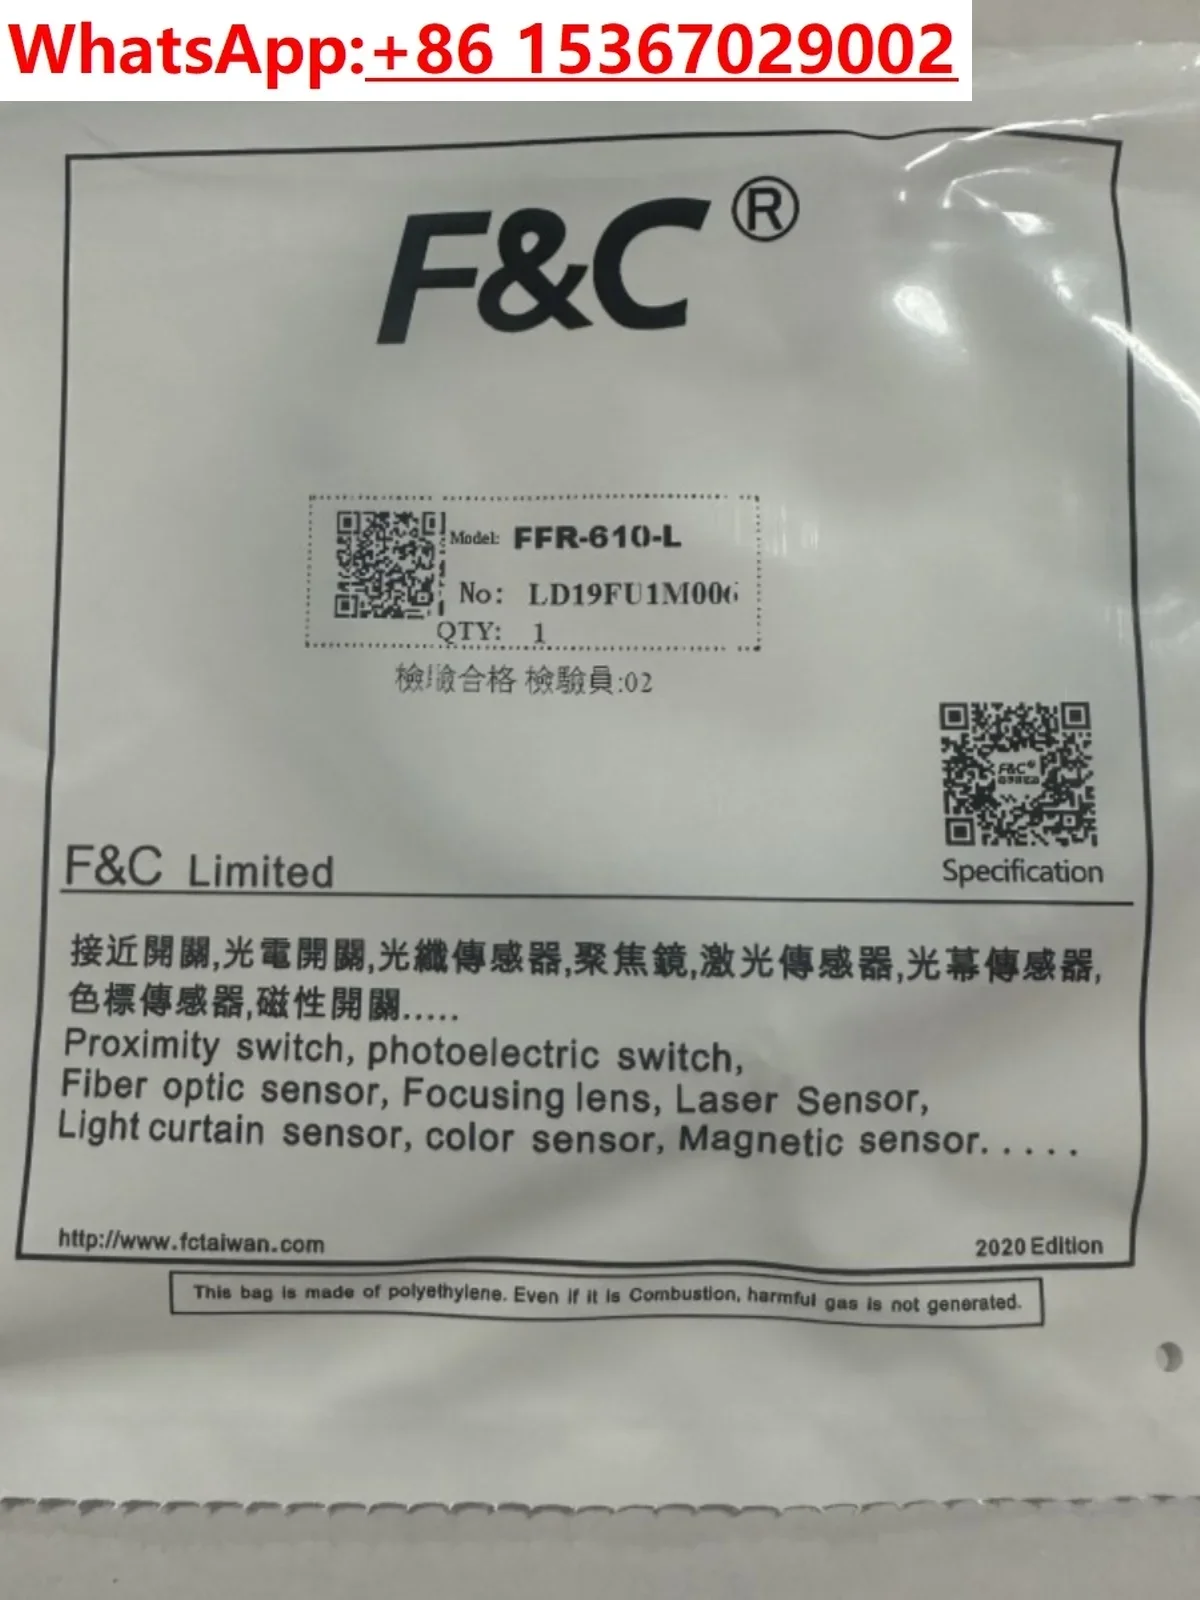 WhatsApp:+86 15367029002
F&C®
Model: FFR-610-L
No: LD19FU1M006
QTY: 1
檢驗合格 檢驗員:02
F&C®
Specification
F&C Limited
接近開關,光電開關,光纖傳感器,聚焦鏡,激光傳感器,光幕傳感器,
色標傳感器,磁性開關.....
Proximity switch, photoelectric switch,
Fiber optic sensor, Focusing lens, Laser Sensor,
Light curtain sensor, color sensor, Magnetic sensor.....
http://www.fctaiwan.com
2020 Edition
This bag is made of polyethylene. Even if it is Combustion, harmful gas is not generated.